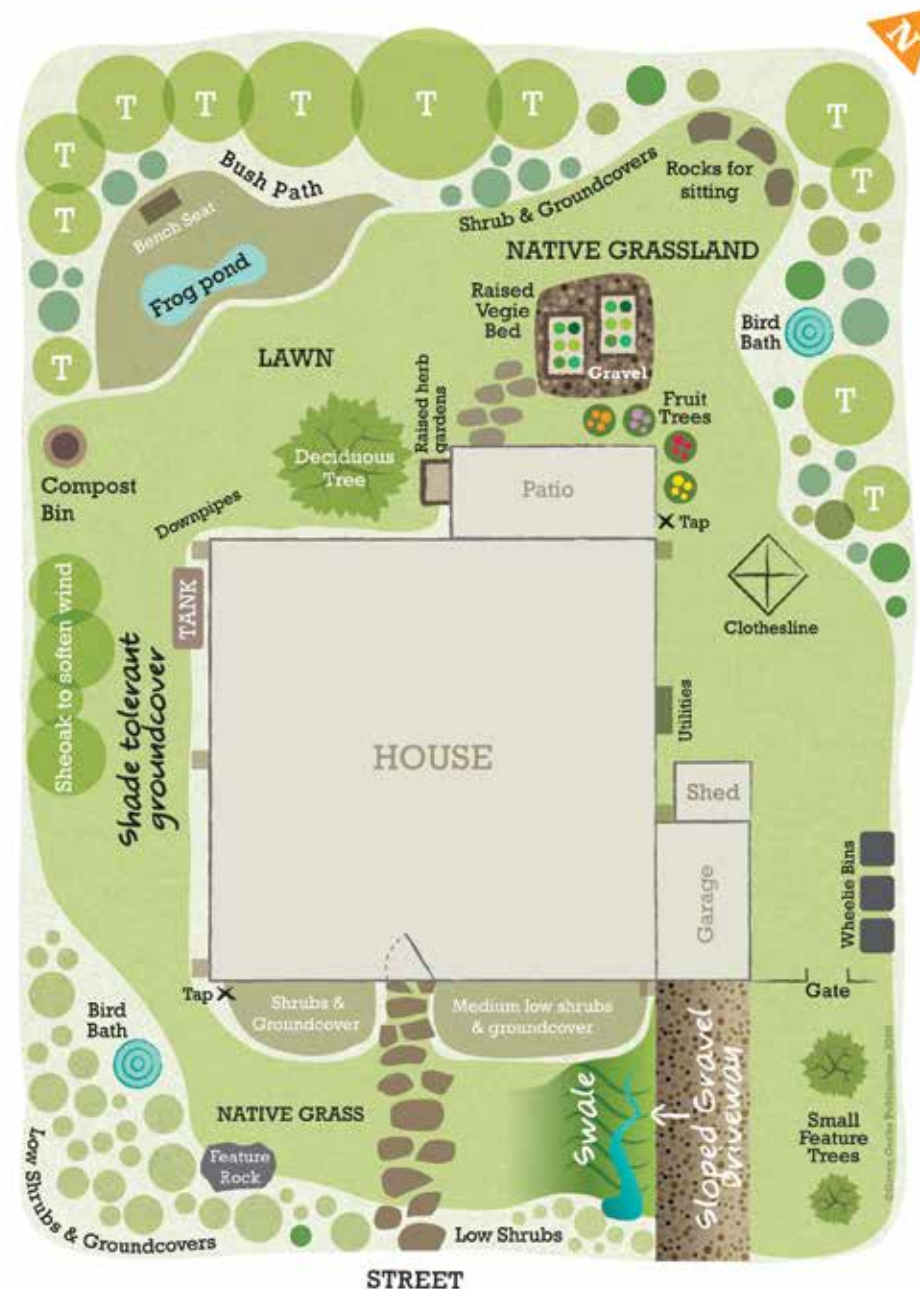 N
T
T
T
T
T
T
T
T
T
T
Bush Path
Bench Seat
Frog pond
Shrub & Groundcovers
Rocks for
sitting
NATIVE GRASSLAND
Raised
Vegie
Bed
Gravel
Bird
Bath
T
T
LAWN
Fruit
Trees
Raised herb
gardens
Deciduous
Tree
Patio
Compost
Bin
Downpipes
Tap
TANK
Clothesline
Sheoak to soften wind
Shade tolerant
groundcover
HOUSE
Utilities
Shed
Garage
Wheelie Bins
Tap
Gate
Shrubs &
Groundcover
Medium low shrubs
& groundcover
Bird
Bath
Swale
Sloped Gravel
Driveway
NATIVE GRASS
Small
Feature
Trees
Feature
Rock
Low Shrubs & Groundcovers
Low Shrubs
STREET